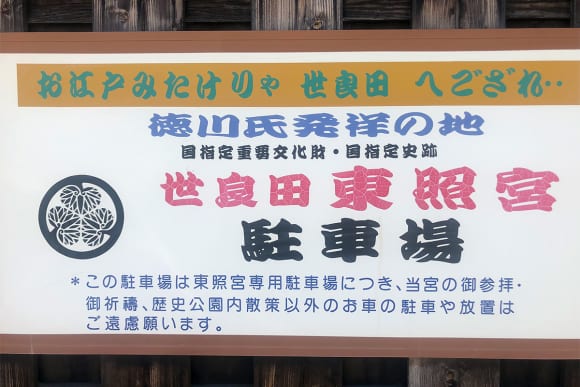 お江戸みたけりゃ 世良田 へござれ‥
徳川氏発祥の地
国指定重要文化財・国指定史跡
世良田東照宮
駐車場
*この駐車場は東照宮専用駐車場につき、当宮の御参拝・
御祈禱、歴史公園内散策以外のお車の駐車や放置は
ご遠慮願います。